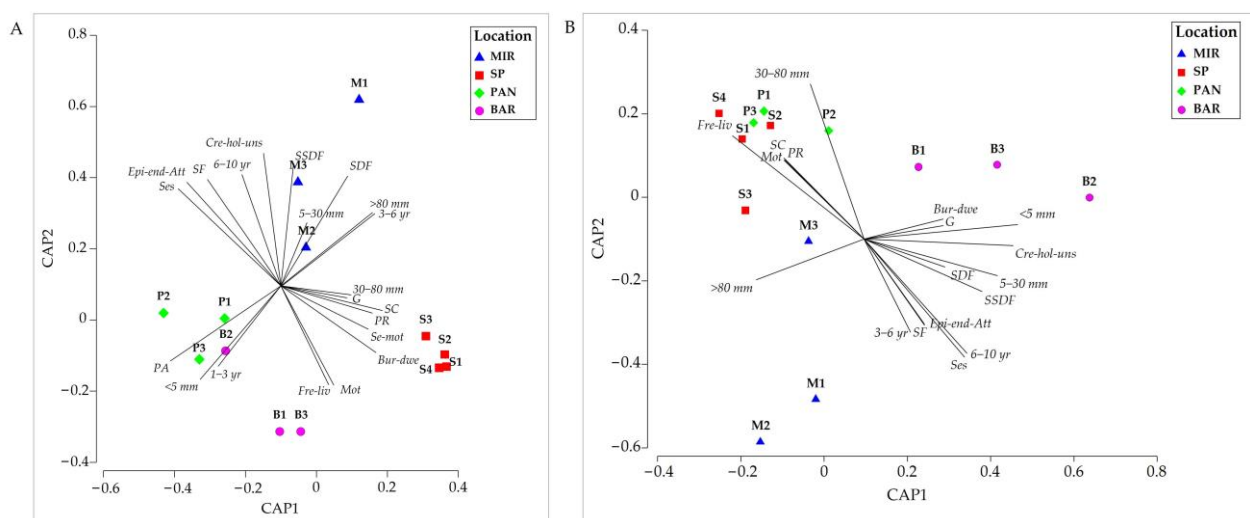 A
Location
MIR
SP
PAN
BAR
0.8
0.6
0.4
0.2
0
−0.2
0.4
CAP2
M1
Cre-hol-uns
SSDF
M3
6–10 yr
SDF
Epi-end-Att
SF
Ses
>80 mm
3–6 yr
5–30 mm
M2
30–80 mm
G
SC
PR
Se-mot
Bur-dwe
P2
P1
B2
P3
PA
<5 mm
1–3 yr
Fre-liv
Mot
S3
S2
S4
S1
B1
B3
−0.6
−0.4
−0.2
0
0.2
0.4
CAP1
B
Location
MIR
SP
PAN
BAR
0.4
0.2
0
−0.2
−0.4
−0.6
CAP2
30–80 mm
S4
P1
P3
S2
P2
Fre-liv
S1
SC
Mot
PR
B1
B3
B2
S3
M3
Bur-dwe
G
<5 mm
Cre-hol-uns
>80 mm
SDF
5–30 mm
SSDF
3–6 yr
SF
Epi-end-Att
6–10 yr
Ses
M1
M2
−0.4
−0.2
0
0.2
0.4
0.6
0.8
CAP1